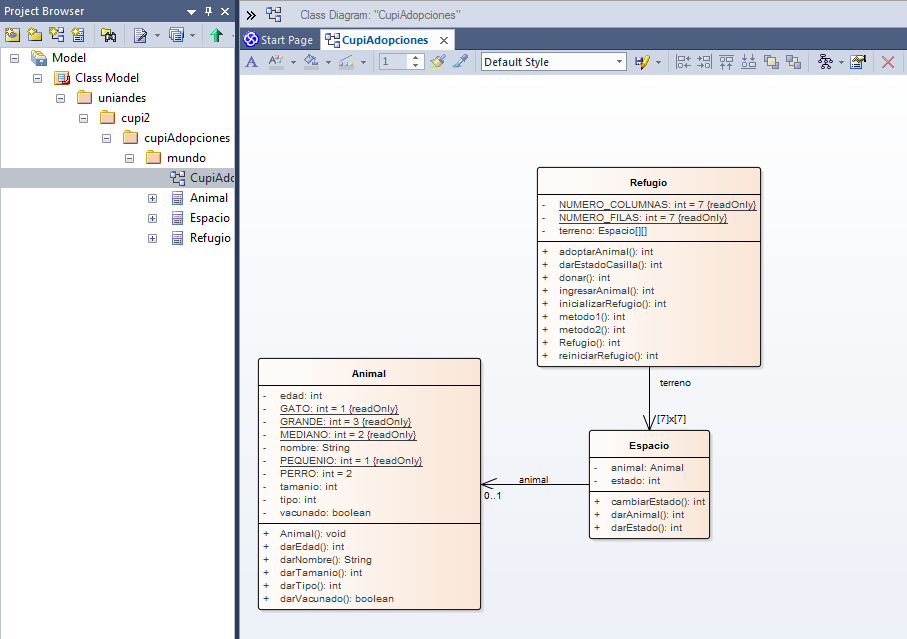 Project Browser
Model
Class Model
uniandes
cupi2
cupiAdopciones
mundo
CupiAdo
Animal
Espacio
Refugio
Class Diagram: "CupiAdopciones"
Start Page
CupiAdopciones
A
1
Default Style
Refugio
- NUMERO_COLUMNAS: int = 7 {readOnly}
- NUMERO_FILAS: int = 7 {readOnly}
- terreno: Espacio[][]
+ adoptarAnimal(): int
+ darEstadoCasilla(): int
+ donar(): int
+ ingresarAnimal(): int
+ inicializarRefugio(): int
+ metodo1(): int
+ metodo2(): int
+ Refugio(): int
+ reiniciarRefugio(): int
terreno
[7]x[7]
Animal
- edad: int
- GATO: int = 1 {readOnly}
- GRANDE: int = 3 {readOnly}
- MEDIANO: int = 2 {readOnly}
- nombre: String
- PEQUENIO: int = 1 {readOnly}
- PERRO: int = 2
- tamanio: int
- tipo: int
- vacunado: boolean
+ Animal(): void
+ darEdad(): int
+ darNombre(): String
+ darTamanio(): int
+ darTipo(): int
+ darVacunado(): boolean
animal
0..1
Espacio
- animal: Animal
- estado: int
+ cambiarEstado(): int
+ darAnimal(): int
+ darEstado(): int